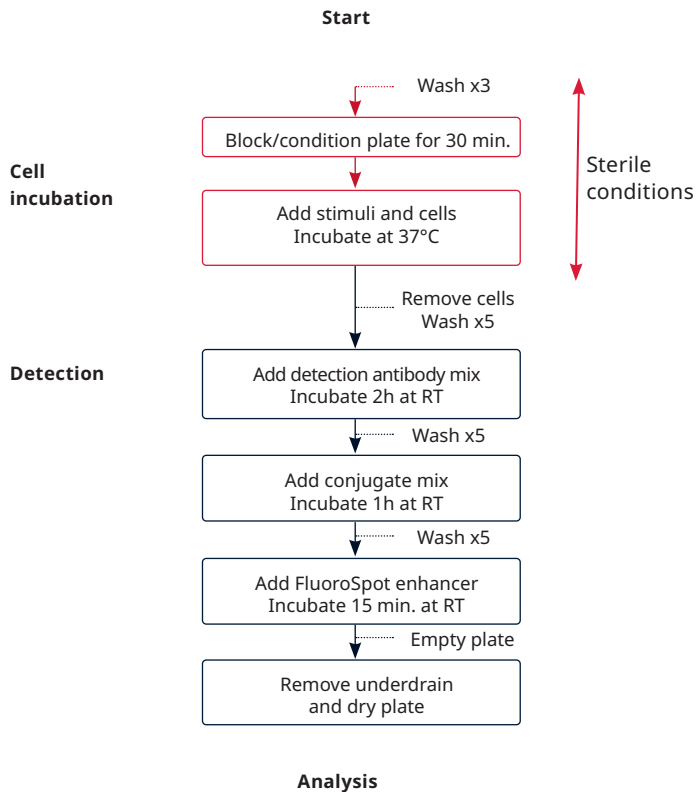 Start
Wash x3
Block/condition plate for 30 min.
Cell
incubation
Sterile
conditions
Add stimuli and cells
Incubate at 37°C
Remove cells
Wash x5
Detection
Add detection antibody mix
Incubate 2h at RT
Wash x5
Add conjugate mix
Incubate 1h at RT
Wash x5
Add FluoroSpot enhancer
Incubate 15 min. at RT
Empty plate
Remove underdrain
and dry plate
Analysis